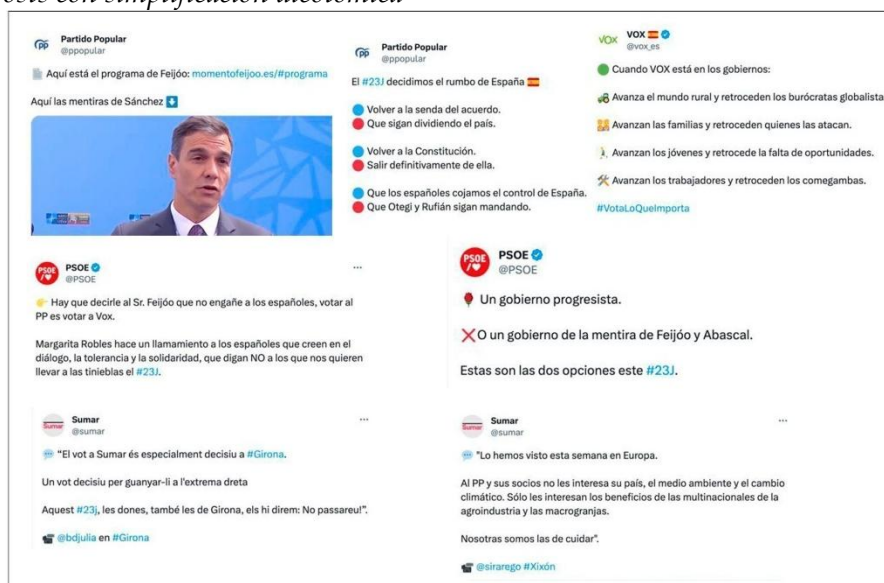 con simplificación dicotómica
Partido Popular
@ppopular
Aquí está el programa de Feijóo: momentofeijoo.es/#programa
Aquí las mentiras de Sánchez
Partido Popular
@ppopular
El #23J decidimos el rumbo de España
Volver a la senda del acuerdo.
Que sigan dividiendo el país.
Volver a la Constitución.
Salir definitivamente de ella.
Que los españoles cojamos el control de España.
Que Otegi y Rufián sigan mandando.
VOX
VOX
@vox_es
Cuando VOX está en los gobiernos:
Avanza el mundo rural y retroceden los burócratas globalista
Avanzan las familias y retroceden quienes las atacan.
Avanzan los jóvenes y retrocede la falta de oportunidades.
Avanzan los trabajadores y retroceden los comegambas.
#VotaLoQueImporta
PSOE
PSOE
@PSOE
Hay que decirle al Sr. Feijóo que no engañe a los españoles, votar al
PP es votar a Vox.
Margarita Robles hace un llamamiento a los españoles que creen en el
diálogo, la tolerancia y la solidaridad, que digan NO a los que nos quieren
llevar a las tinieblas el #23J.
PSOE
PSOE
@PSOE
Un gobierno progresista.
O un gobierno de la mentira de Feijóo y Abascal.
Estas son las dos opciones este #23J.
Sumar
Sumar
@sumar
"El vot a Sumar és especialment decisiu a #Girona.
Un vot decisiu per guanyar-li a l'extrema dreta
Aquest #23j, les dones, també les de Girona, els hi direm: No passareu!".
@bdjulia en #Girona
Sumar
Sumar
@sumar
"Lo hemos visto esta semana en Europa.
Al PP y sus socios no les interesa su país, el medio ambiente y el cambio
climático. Sólo les interesan los beneficios de las multinacionales de la
agroindustria y las macrogranjas.
Nosotras somos las de cuidar".
@sirarego #Xixón